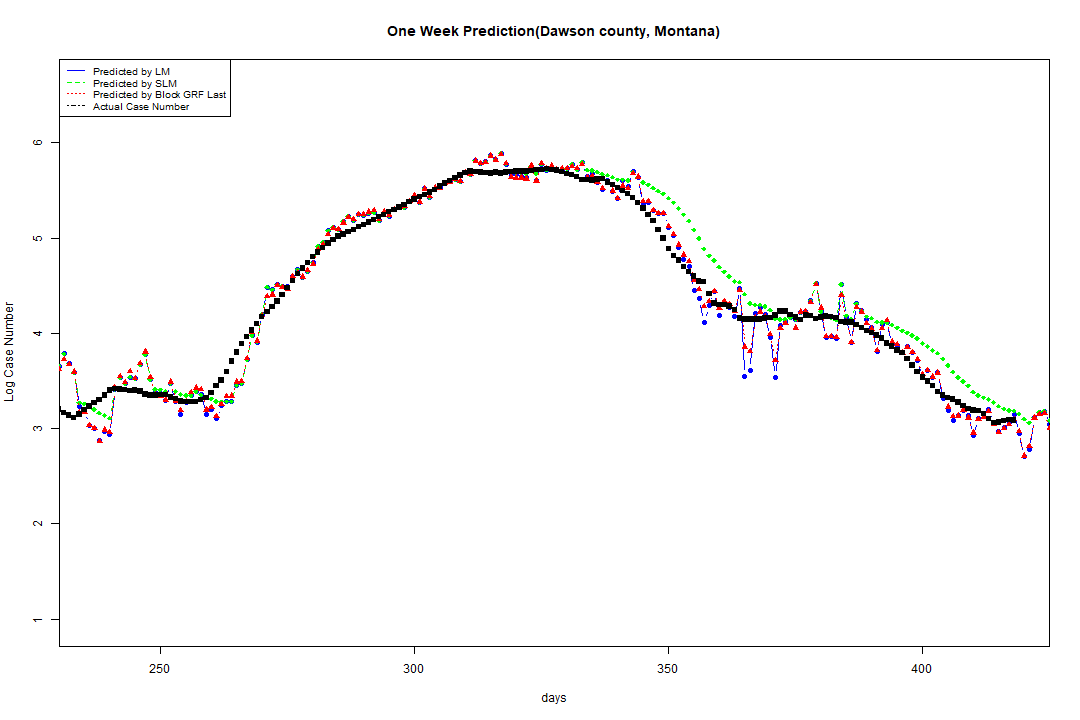 One Week Prediction(Dawson county, Montana)
Predicted by LM
Predicted by SLM
Predicted by Block GRF Last
Actual Case Number
6
5
4
3
2
1
Log Case Number
250
300
350
400
days